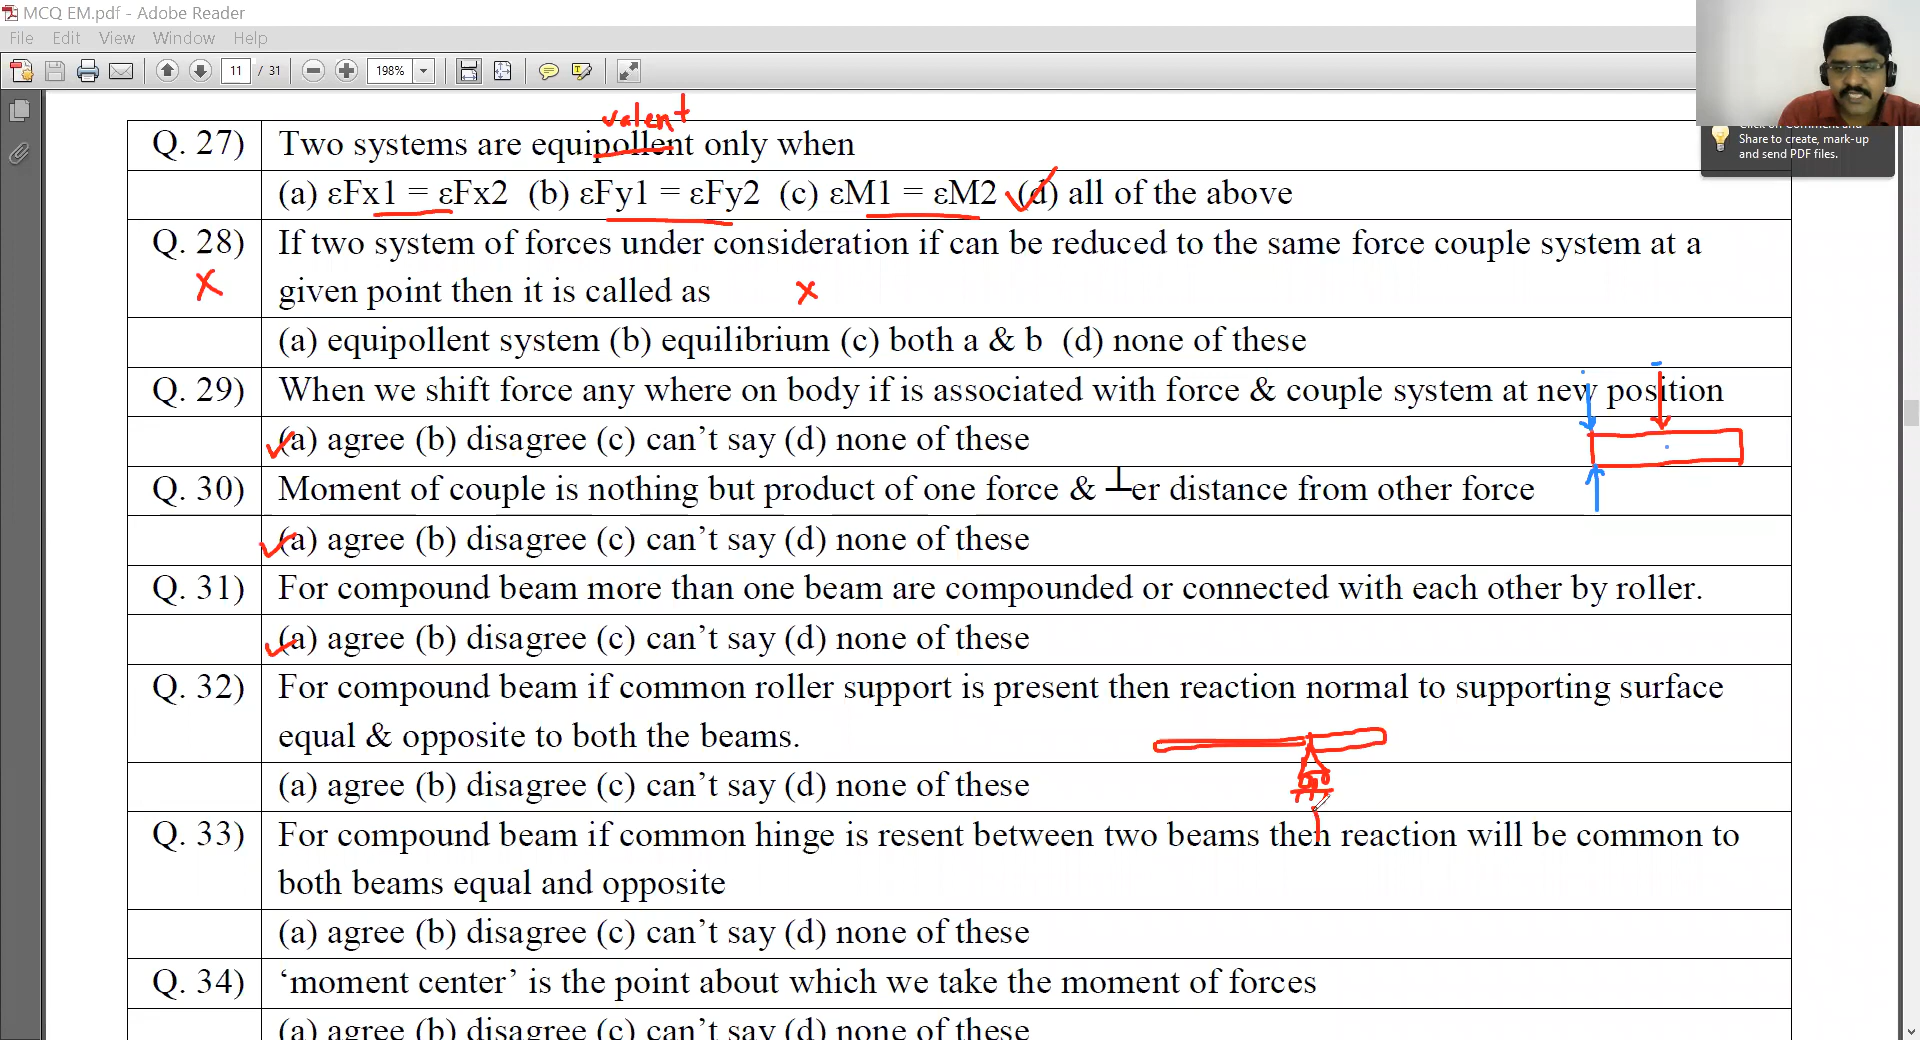 MCQ EM.pdf - Adobe Reader
File Edit View Window Help
11 / 31 198%
Share to create, mark-up
and send PDF files.
valent
Q. 27) Two systems are equipollent only when
(a) εFx1 = εFx2 (b) εFy1 = εFy2 (c) εM1 = εM2 (d) all of the above
Q. 28) If two system of forces under consideration if can be reduced to the same force couple system at a
given point then it is called as
(a) equipollent system (b) equilibrium (c) both a & b (d) none of these
Q. 29) When we shift force any where on body if is associated with force & couple system at new position
(a) agree (b) disagree (c) can’t say (d) none of these
Q. 30) Moment of couple is nothing but product of one force & ┴er distance from other force
(a) agree (b) disagree (c) can’t say (d) none of these
Q. 31) For compound beam more than one beam are compounded or connected with each other by roller.
(a) agree (b) disagree (c) can’t say (d) none of these
Q. 32) For compound beam if common roller support is present then reaction normal to supporting surface
equal & opposite to both the beams.
(a) agree (b) disagree (c) can’t say (d) none of these
Q. 33) For compound beam if common hinge is resent between two beams then reaction will be common to
both beams equal and opposite
(a) agree (b) disagree (c) can’t say (d) none of these
Q. 34) ‘moment center’ is the point about which we take the moment of forces
(a) agree (b) disagree (c) can’t say (d) none of these